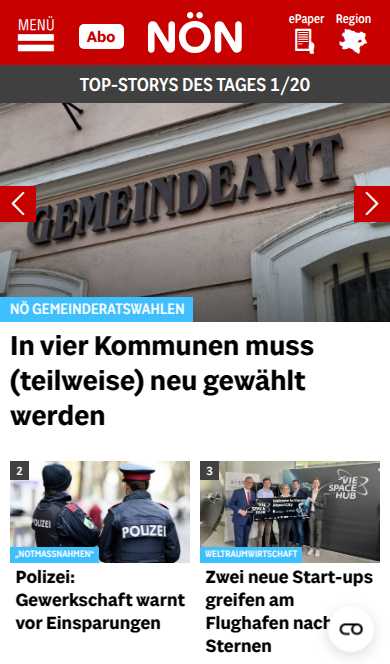 MENÜ
Abo
NÖN
ePaper
Region
TOP-STORYS DES TAGES 1/20
GEMEINDEAMT
NÖ GEMEINDERATSWAHLEN
In vier Kommunen muss
(teilweise) neu gewählt
werden
2
POLIZEI
POLIZEI
„NOTMASSNAHMEN“
Polizei:
Gewerkschaft warnt
vor Einsparungen
3
VIE
SPACE
HUB
WELTRAUMWIRTSCHAFT
Zwei neue Start-ups
greifen am
Flughafen nach
Sternen